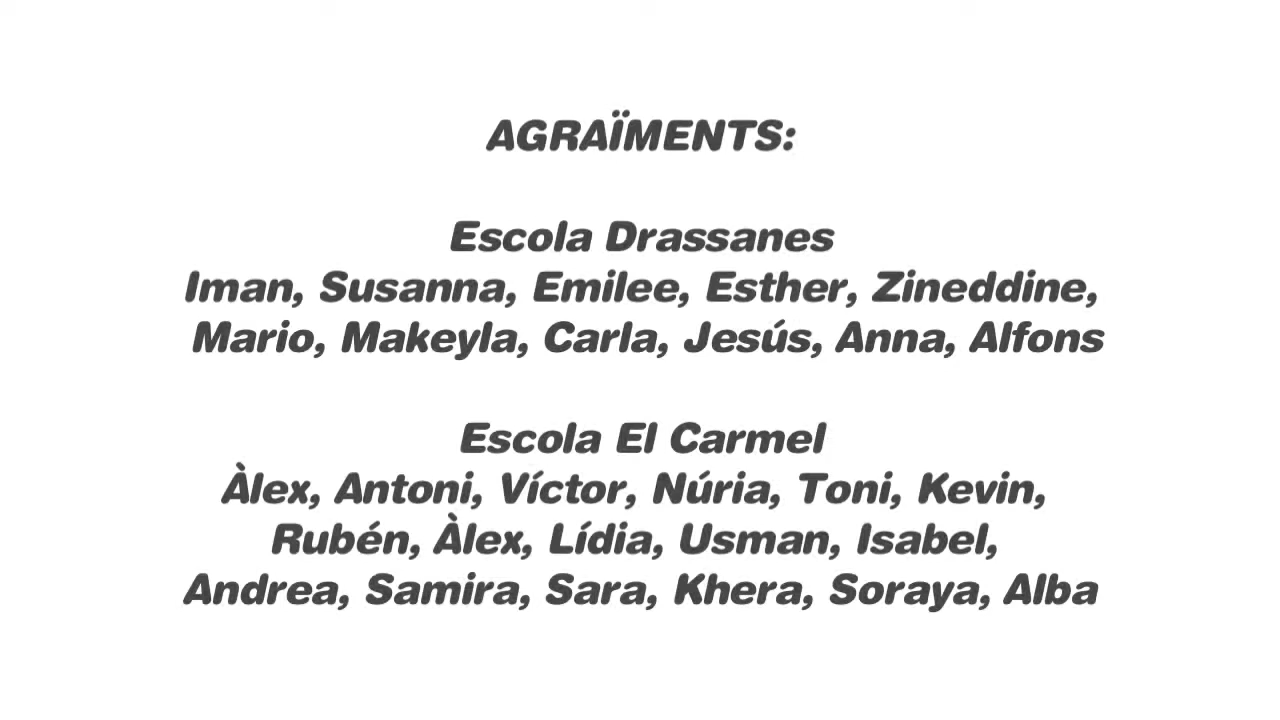 AGRAÏMENTS:
Escola Drassanes
Iman, Susanna, Emilee, Esther, Zineddine,
Mario, Makeyla, Carla, Jesús, Anna, Alfons
Escola El Carmel
Àlex, Antoni, Víctor, Núria, Toni, Kevin,
Rubén, Àlex, Lídia, Usman, Isabel,
Andrea, Samira, Sara, Khera, Soraya, Alba